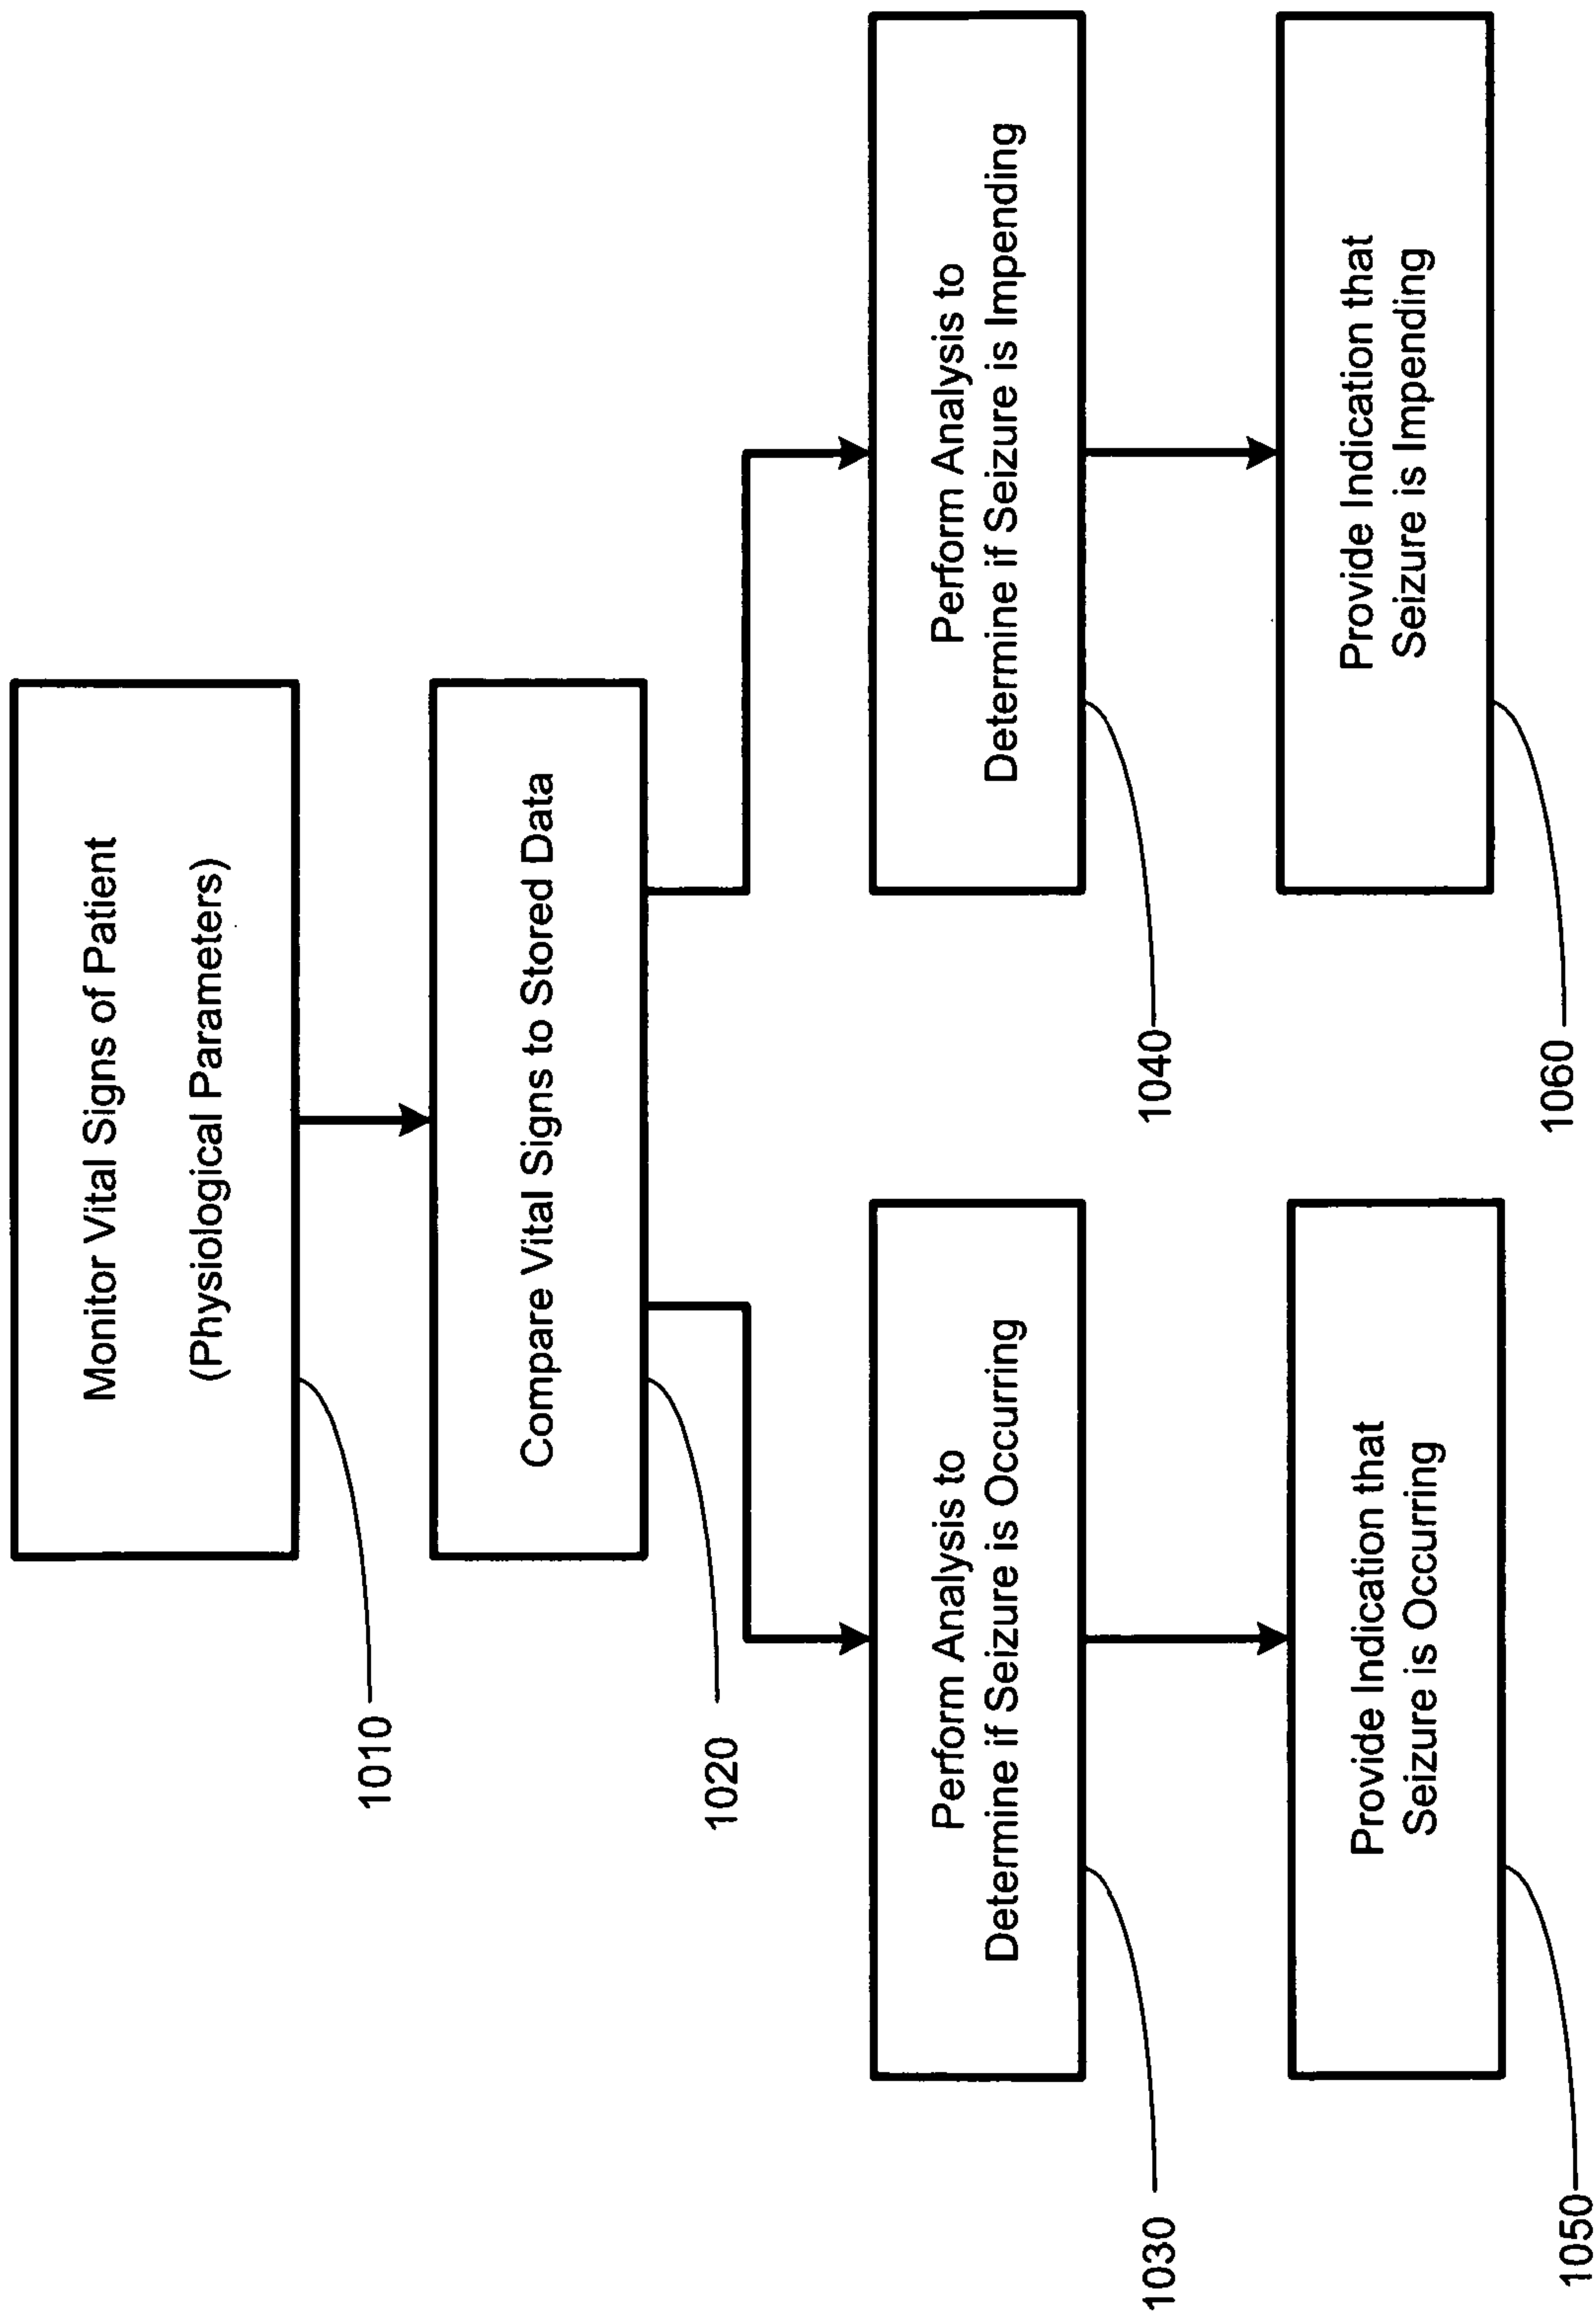 Monitor Vital Signs of Patient
(Physiological Parameters)
1010
Compare Vital Signs to Stored Data
1020
Perform Analysis to
Determine if Seizure is Occurring
1030
Perform Analysis to
Determine if Seizure is Impending
1040
Provide Indication that
Seizure is Occurring
1050
Provide Indication that
Seizure is Impending
1060